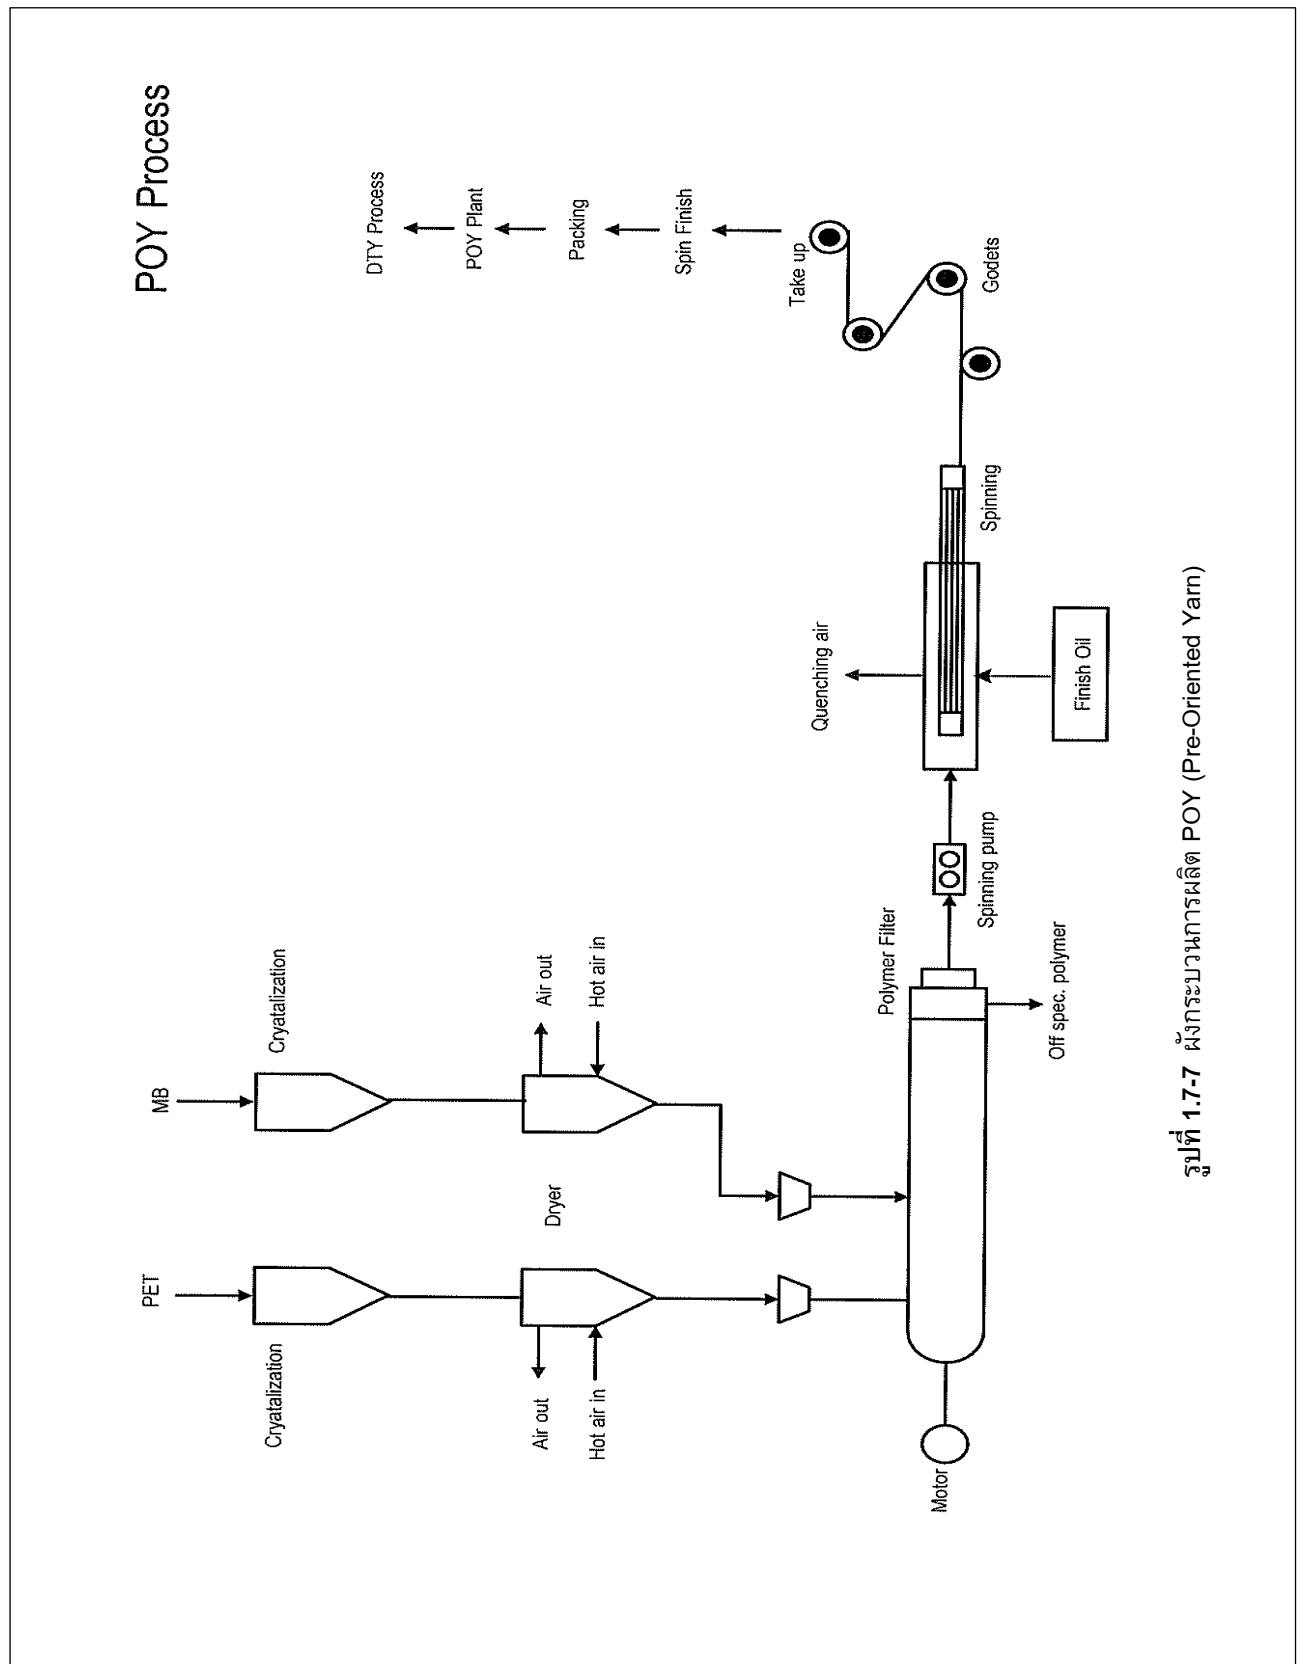 POY Process
PET
MB
Cryatalization
Cryatalization
Air out
Hot air in
Dryer
Air out
Hot air in
Motor
Polymer Filter
Off spec. polymer
Spinning pump
Quenching air
Finish Oil
Spinning
Godets
Take up
Spin Finish
Packing
POY Plant
DTY Process
รูปที่ 1.7-7 ผังกระบวนการผลิต POY (Pre-Oriented Yarn)